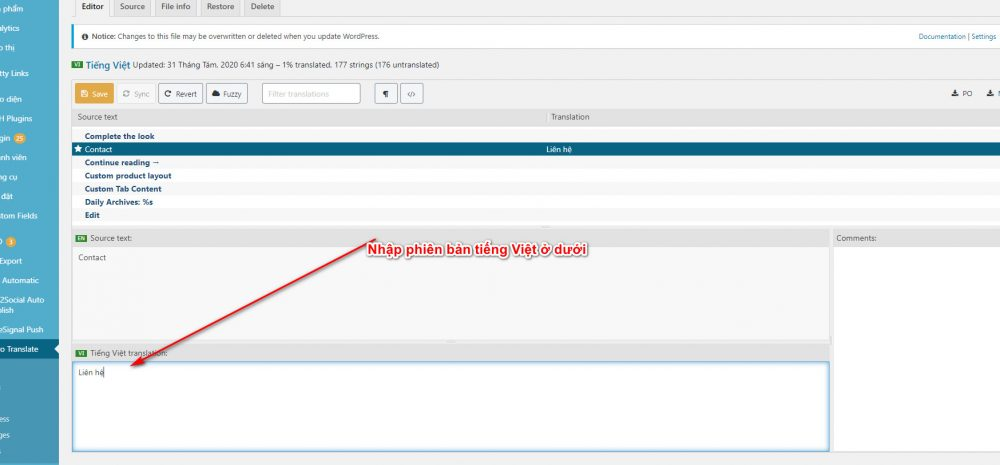 Editor Source File info Restore Delete
Notice: Changes to this file may be overwritten or deleted when you update WordPress. Documentation | Settings
VI Tiếng Việt Updated: 31 Tháng Tám, 2020 6:41 sáng – 1% translated, 177 strings (176 untranslated)
Save Sync Revert Fuzzy Filter translations ¶ </> PO
Source text Translation
Complete the look
Contact Liên hệ
Continue reading →
Custom product layout
Custom Tab Content
Daily Archives: %s
Edit
EN Source text: Comments:
Contact
Nhập phiên bản tiếng Việt ở dưới
VI Tiếng Việt translation:
Liên hệ
n phẩm
alytics
o thị
tty Links
o diện
H Plugins
gin 25
ành viên
ng cụ
đặt
stom Fields
O 3
Export
Automatic
2Social Auto
blish
eSignal Push
o Translate
ess
ges